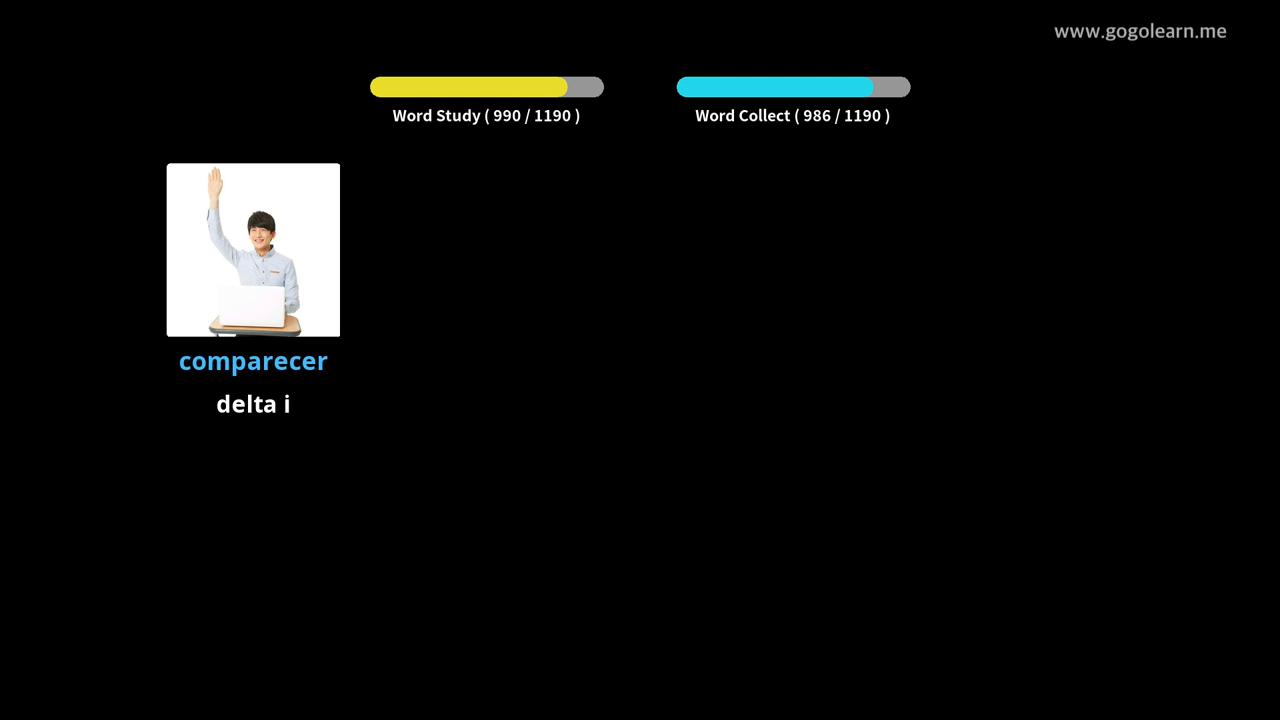 www.gogolearn.me
Word Study ( 990 / 1190 )
Word Collect ( 986 / 1190 )
comparecer
delta i